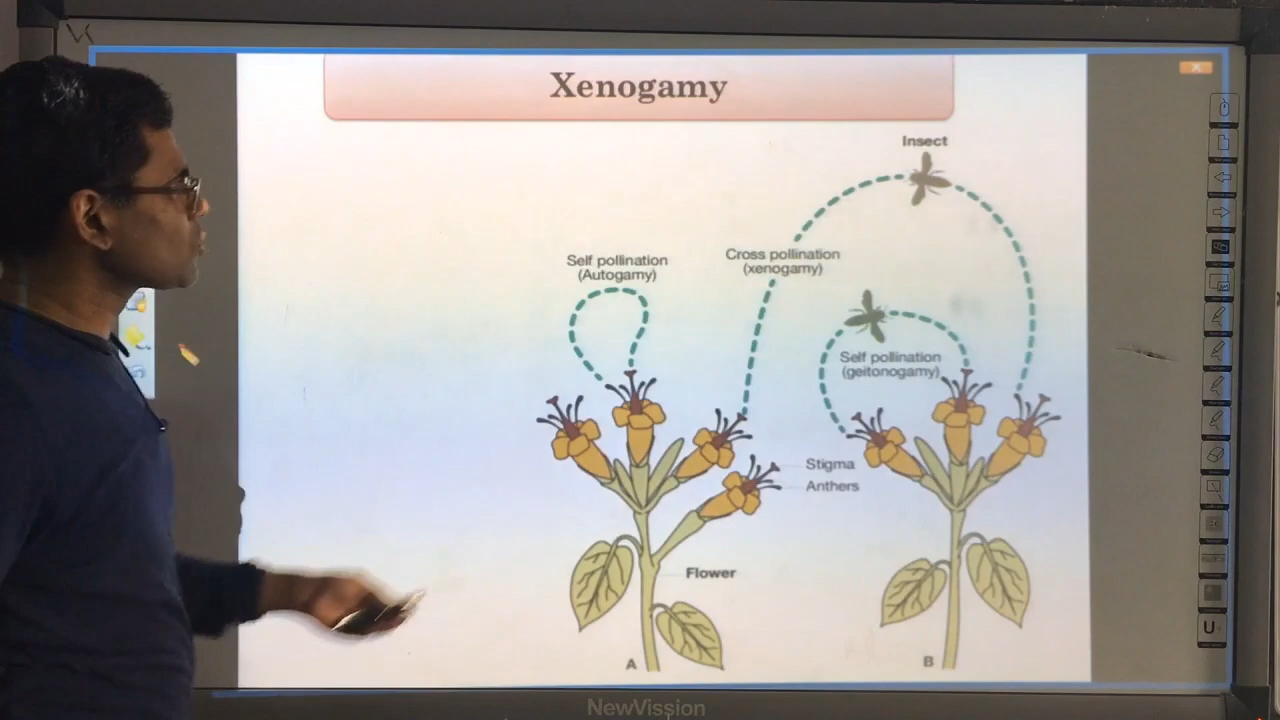 Xenogamy
Insect
Self pollination
(Autogamy)
Cross pollination
(xenogamy)
Self pollination
(geitonogamy)
Stigma
Anthers
Flower
A
B
NewVission